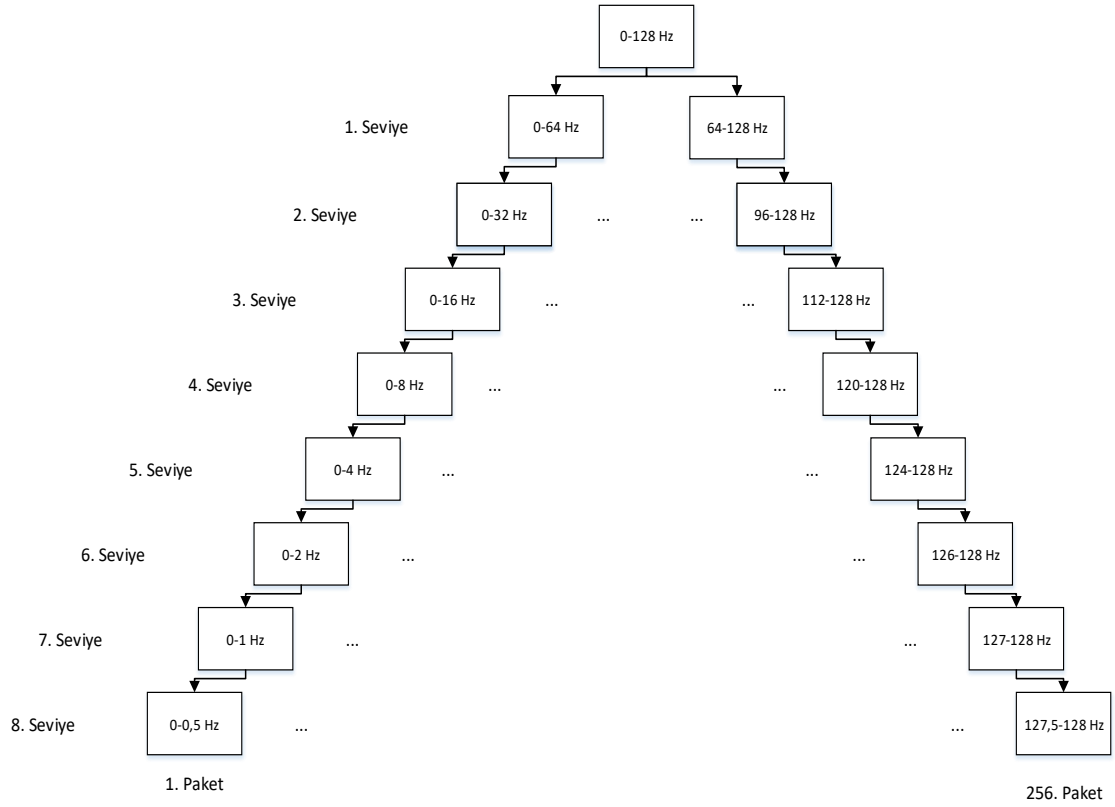 0-128 Hz
1. Seviye
0-64 Hz
64-128 Hz
2. Seviye
0-32 Hz
...
...
96-128 Hz
3. Seviye
0-16 Hz
...
...
112-128 Hz
4. Seviye
0-8 Hz
...
...
120-128 Hz
5. Seviye
0-4 Hz
...
...
124-128 Hz
6. Seviye
0-2 Hz
...
...
126-128 Hz
7. Seviye
0-1 Hz
...
...
127-128 Hz
8. Seviye
0-0,5 Hz
...
...
127,5-128 Hz
1. Paket
256. Paket